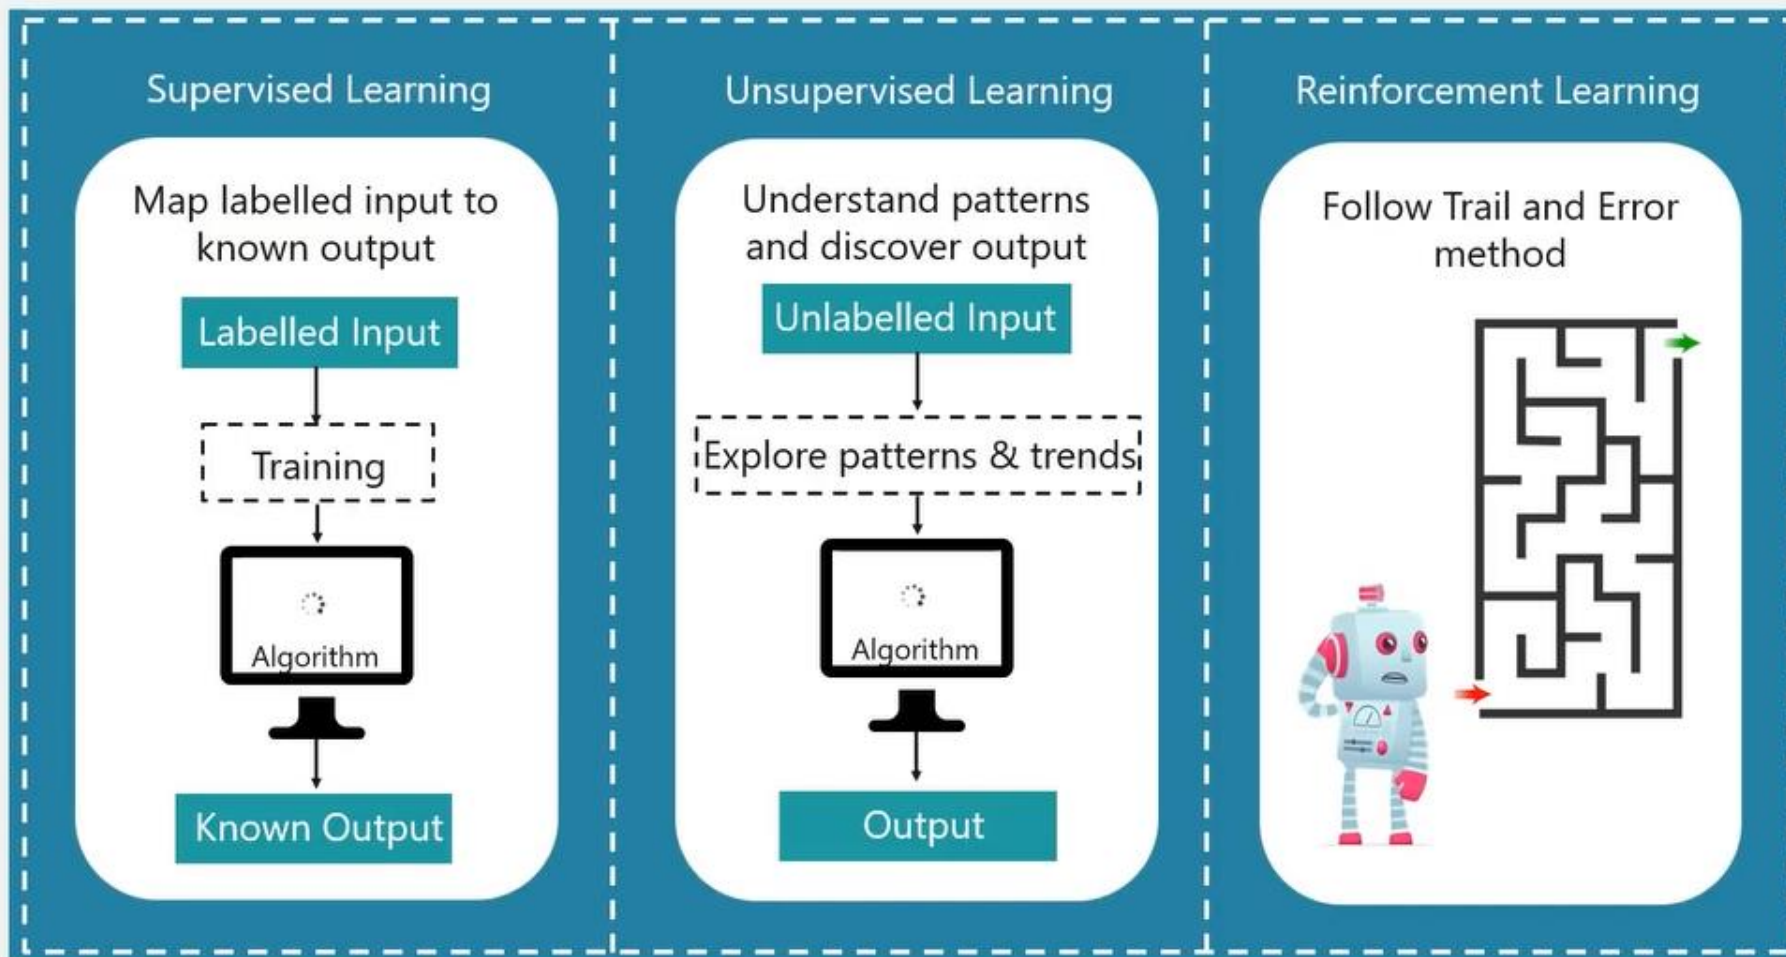 Supervised Learning
Map labelled input to
known output
Labelled Input
Training
Algorithm
Known Output
Unsupervised Learning
Understand patterns
and discover output
Unlabelled Input
Explore patterns & trends
Algorithm
Output
Reinforcement Learning
Follow Trail and Error
method